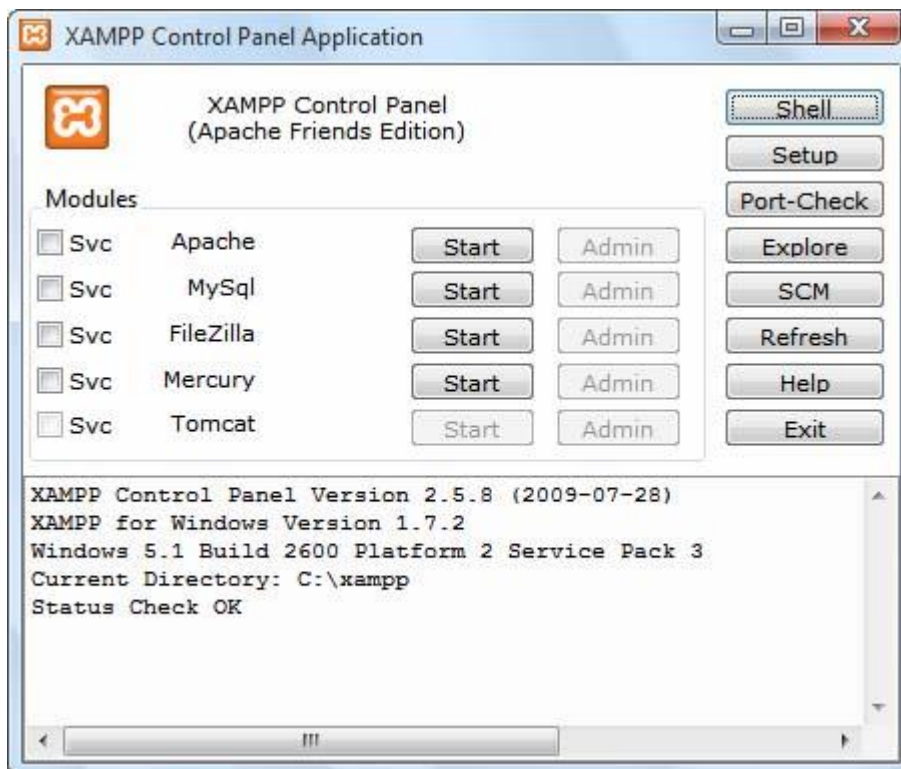 XAMPP Control Panel Application
XAMPP Control Panel
(Apache Friends Edition)
Shell
Setup
Modules
Port-Check
Svc Apache Start Admin Explore
Svc MySql Start Admin SCM
Svc FileZilla Start Admin Refresh
Svc Mercury Start Admin Help
Svc Tomcat Start Admin Exit
XAMPP Control Panel Version 2.5.8 (2009-07-28)
XAMPP for Windows Version 1.7.2
Windows 5.1 Build 2600 Platform 2 Service Pack 3
Current Directory: C:\xampp
Status Check OK